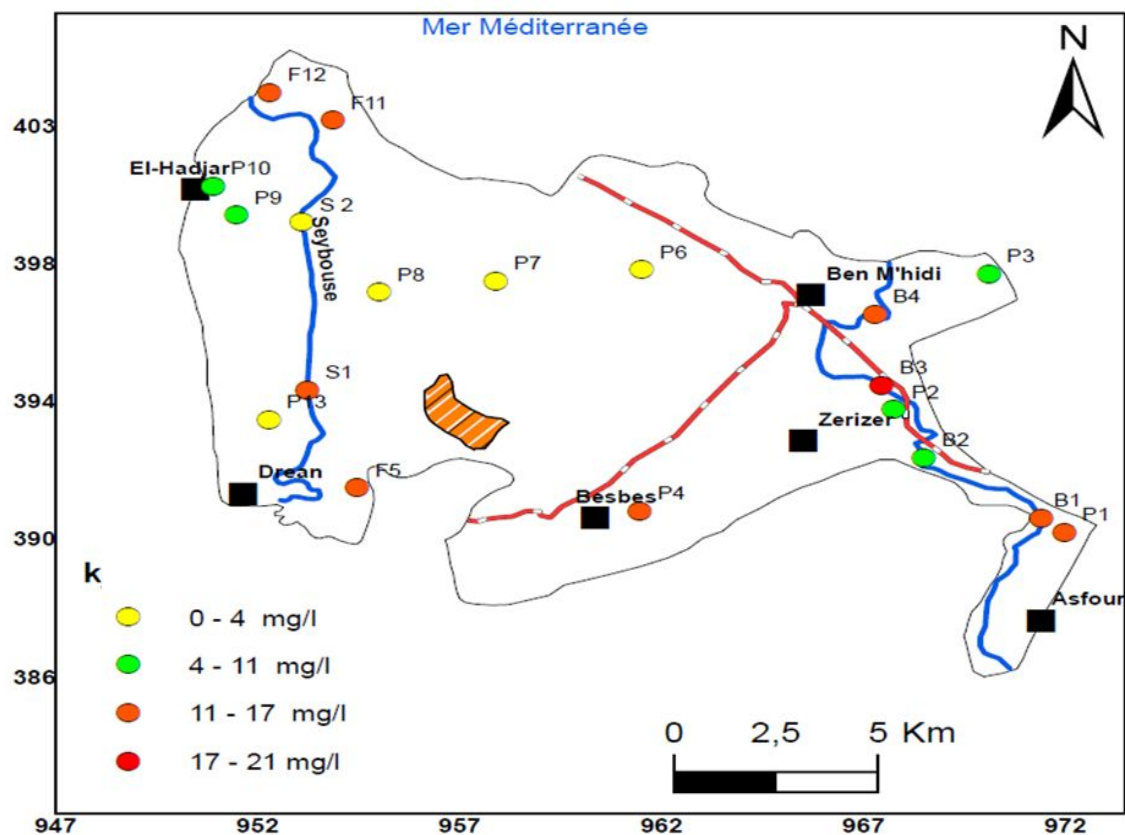 Mer Méditerranée
N
F12
F11
403
El-Hadjar
P10
P9
S 2
Seybouse
398
P8
P7
P6
Ben M'hidi
P3
B4
S1
B3
394
P13
P2
Zerizer
B2
Drean
F5
Besbes
P4
B1
P1
390
k
Asfour
0 - 4 mg/l
4 - 11 mg/l
386
11 - 17 mg/l
0 2,5 5 Km
17 - 21 mg/l
947 952 957 962 967 972